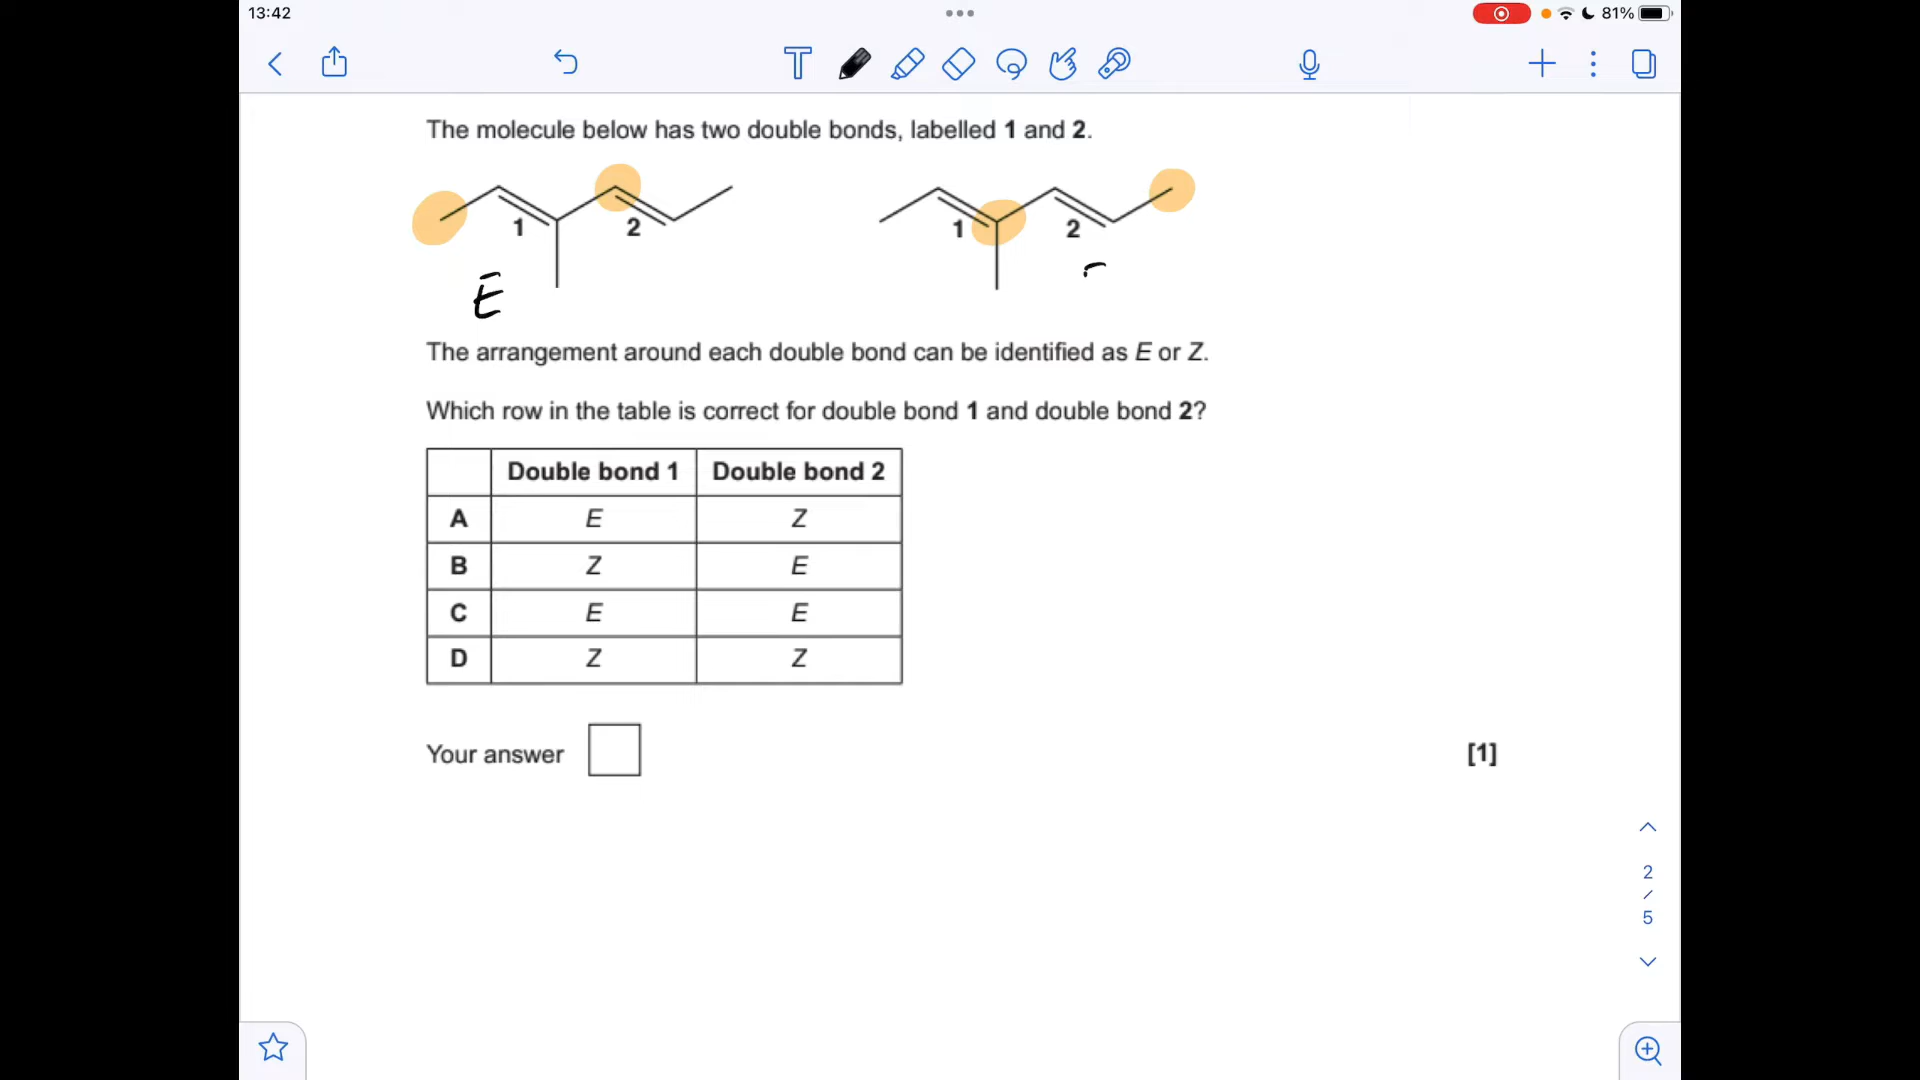 13:42
81%
The molecule below has two double bonds, labelled 1 and 2.
1 2 1 2
E
The arrangement around each double bond can be identified as E or Z.
Which row in the table is correct for double bond 1 and double bond 2?
Double bond 1 Double bond 2
A E Z
B Z E
C E E
D Z Z
Your answer [1]
2
/
5